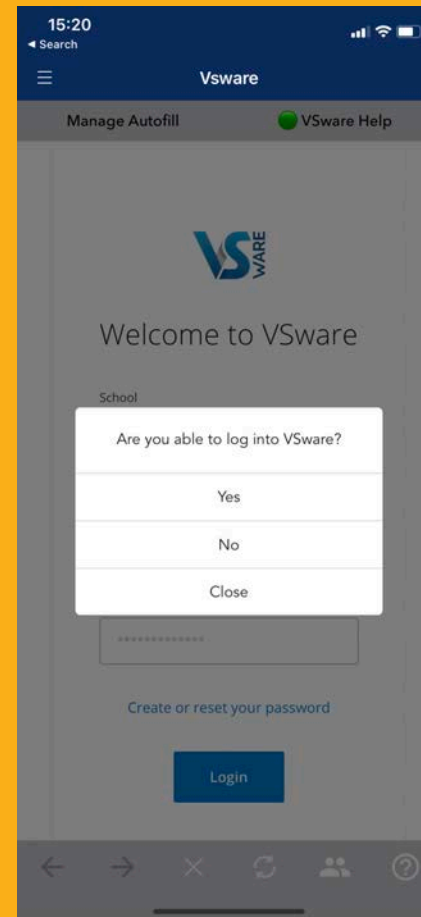 15:20
◄ Search
Vsware
Manage Autofill
VSware Help
VS WARE
Welcome to VSware
School
Are you able to log into VSware?
Yes
No
Close
*************
Create or reset your password
Login
?